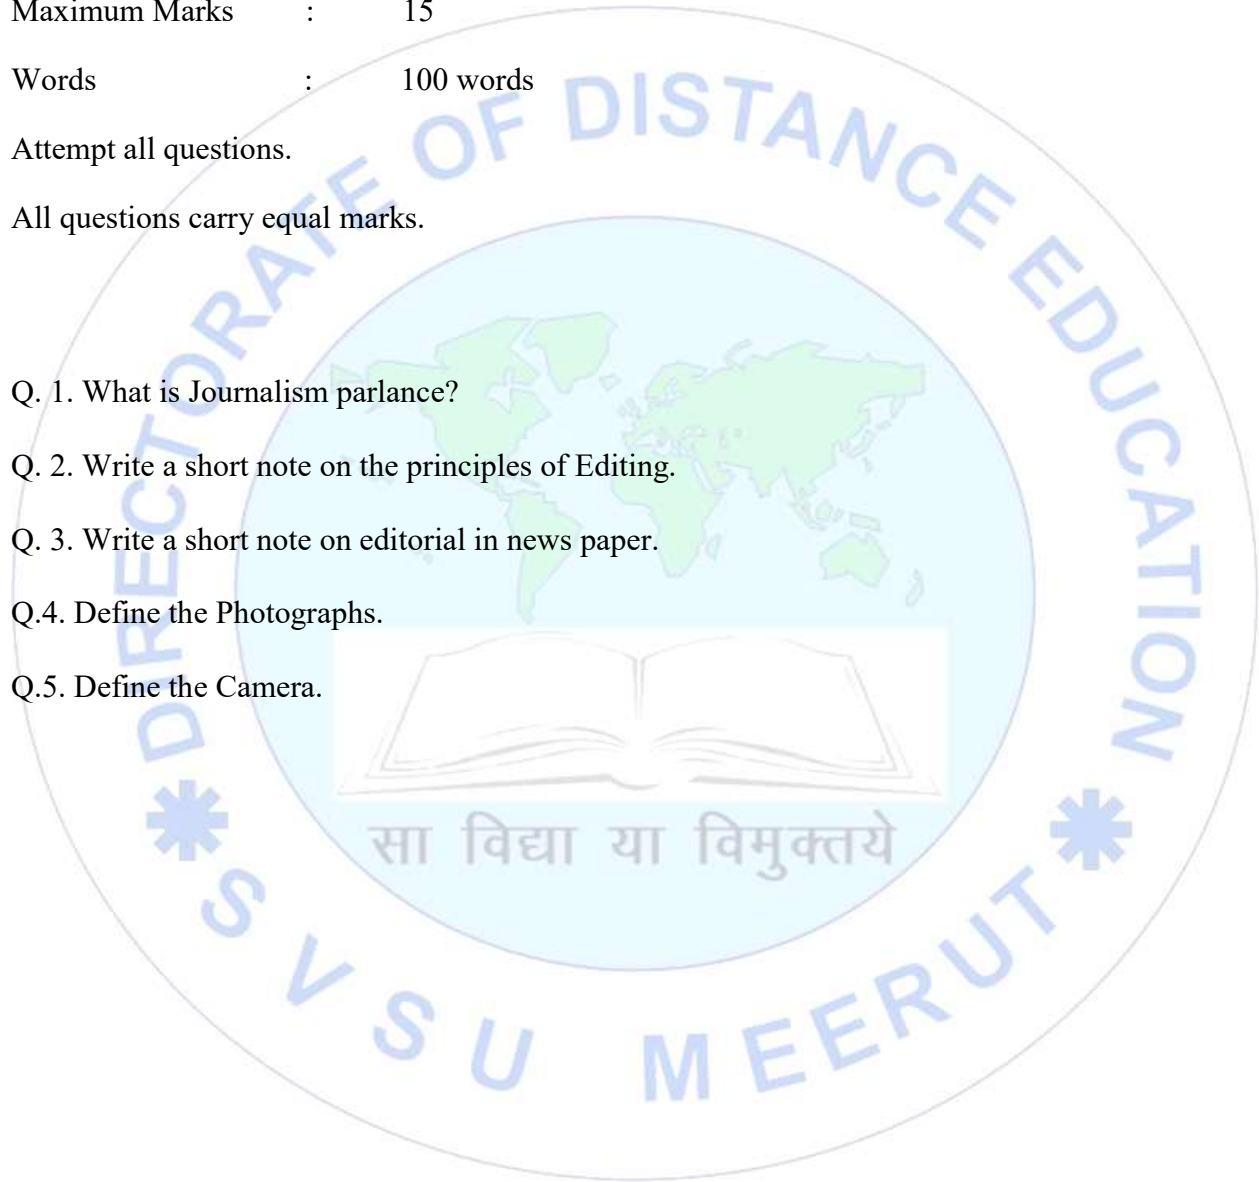 Maximum Marks : 15
Words : 100 words
Attempt all questions.
All questions carry equal marks.
Q. 1. What is Journalism parlance?
Q. 2. Write a short note on the principles of Editing.
Q. 3. Write a short note on editorial in news paper.
Q.4. Define the Photographs.
Q.5. Define the Camera.
DIRECTORATE OF DISTANCE EDUCATION
सा विद्या या विमुक्तये
S V S U MEERUT